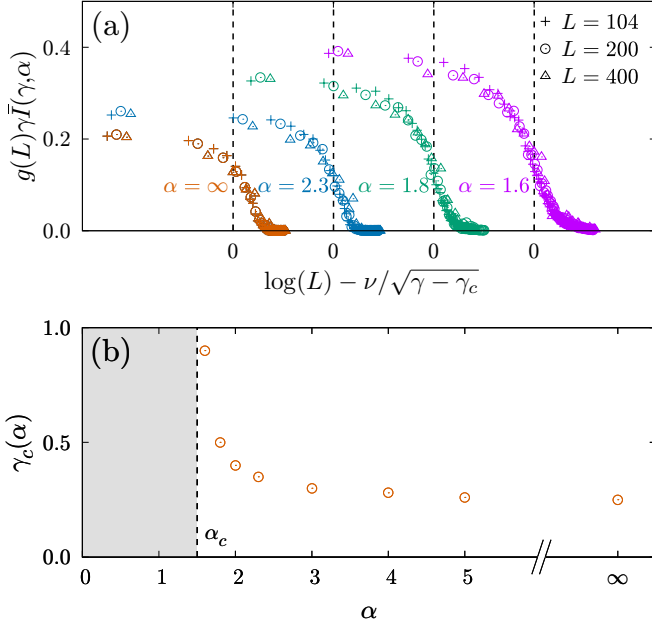 (a)
+ L = 104
⊙ L = 200
△ L = 400
g(L)γĪ(γ,α)
0.4
0.2
0.0
α = ∞ α = 2.3 α = 1.8 α = 1.6
0 0 0 0
log(L) − ν/√γ − γc
(b)
γc(α)
1.0
0.5
0.0
αc
0 1 2 3 4 5 ∞
α